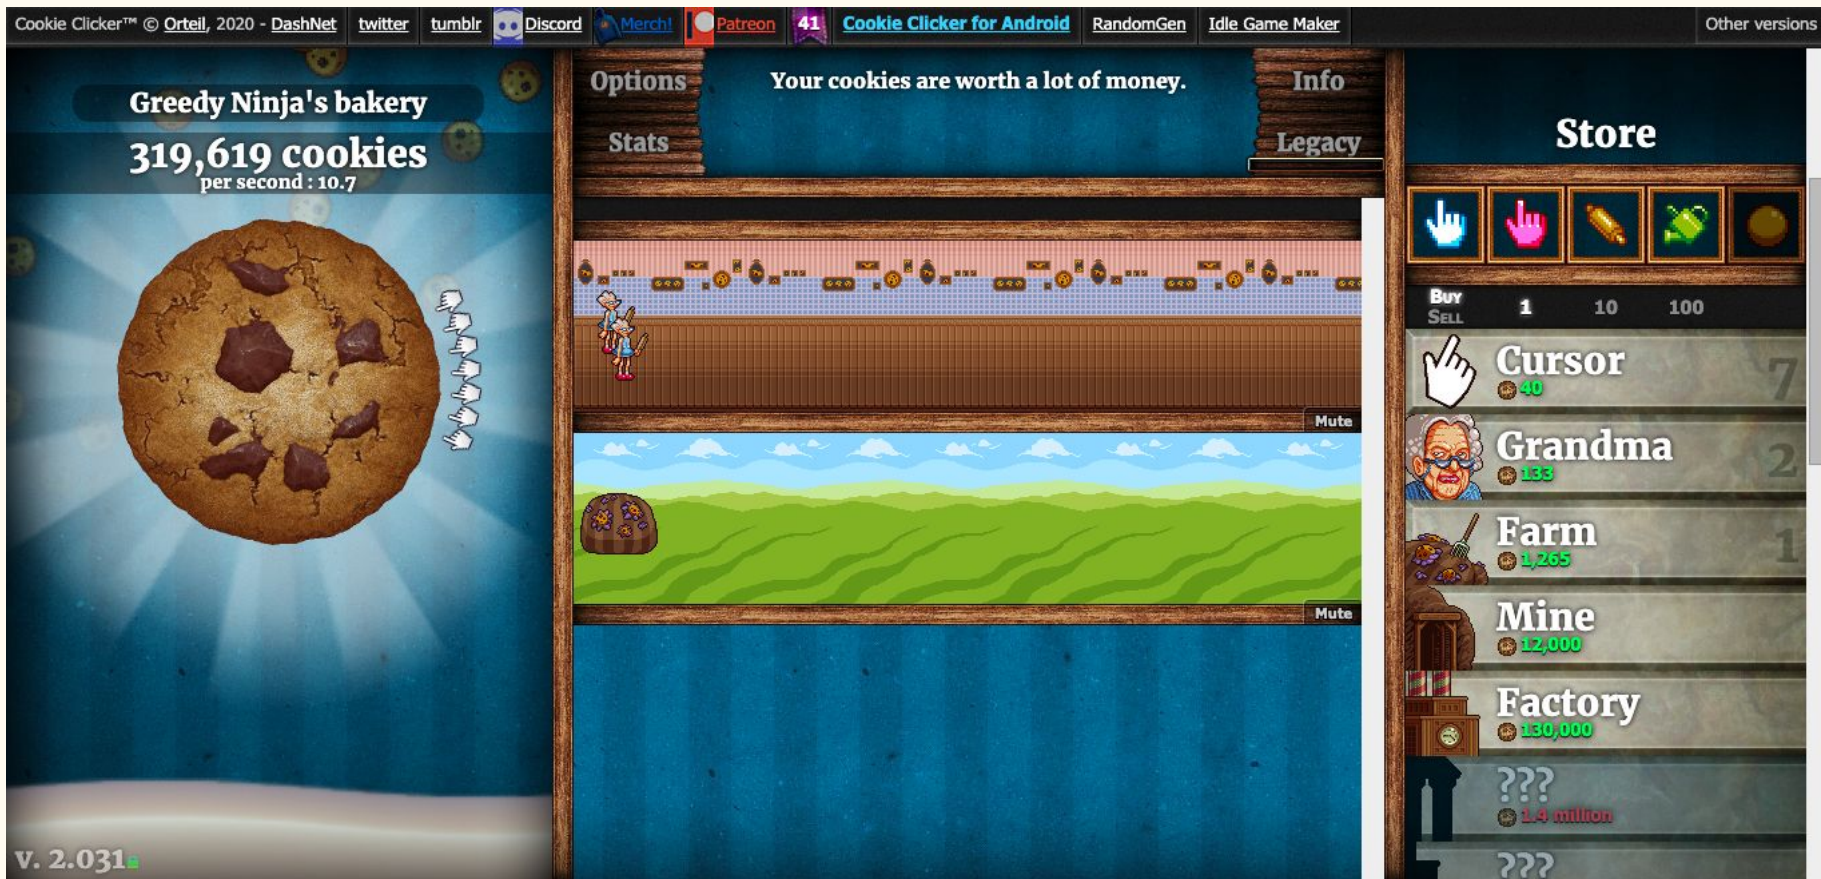 Cookie Clicker™ © Orteil, 2020 - DashNet twitter tumblr Discord Merch! Patreon 41 Cookie Clicker for Android RandomGen Idle Game Maker Other versions
Greedy Ninja's bakery
319,619 cookies
per second : 10.7
v. 2.031
Options
Stats
Your cookies are worth a lot of money.
Info
Legacy
Mute
Mute
Store
Buy
Sell
1 10 100
Cursor
40
7
Grandma
133
2
Farm
1,265
1
Mine
12,000
Factory
130,000
???
1.4 million
???